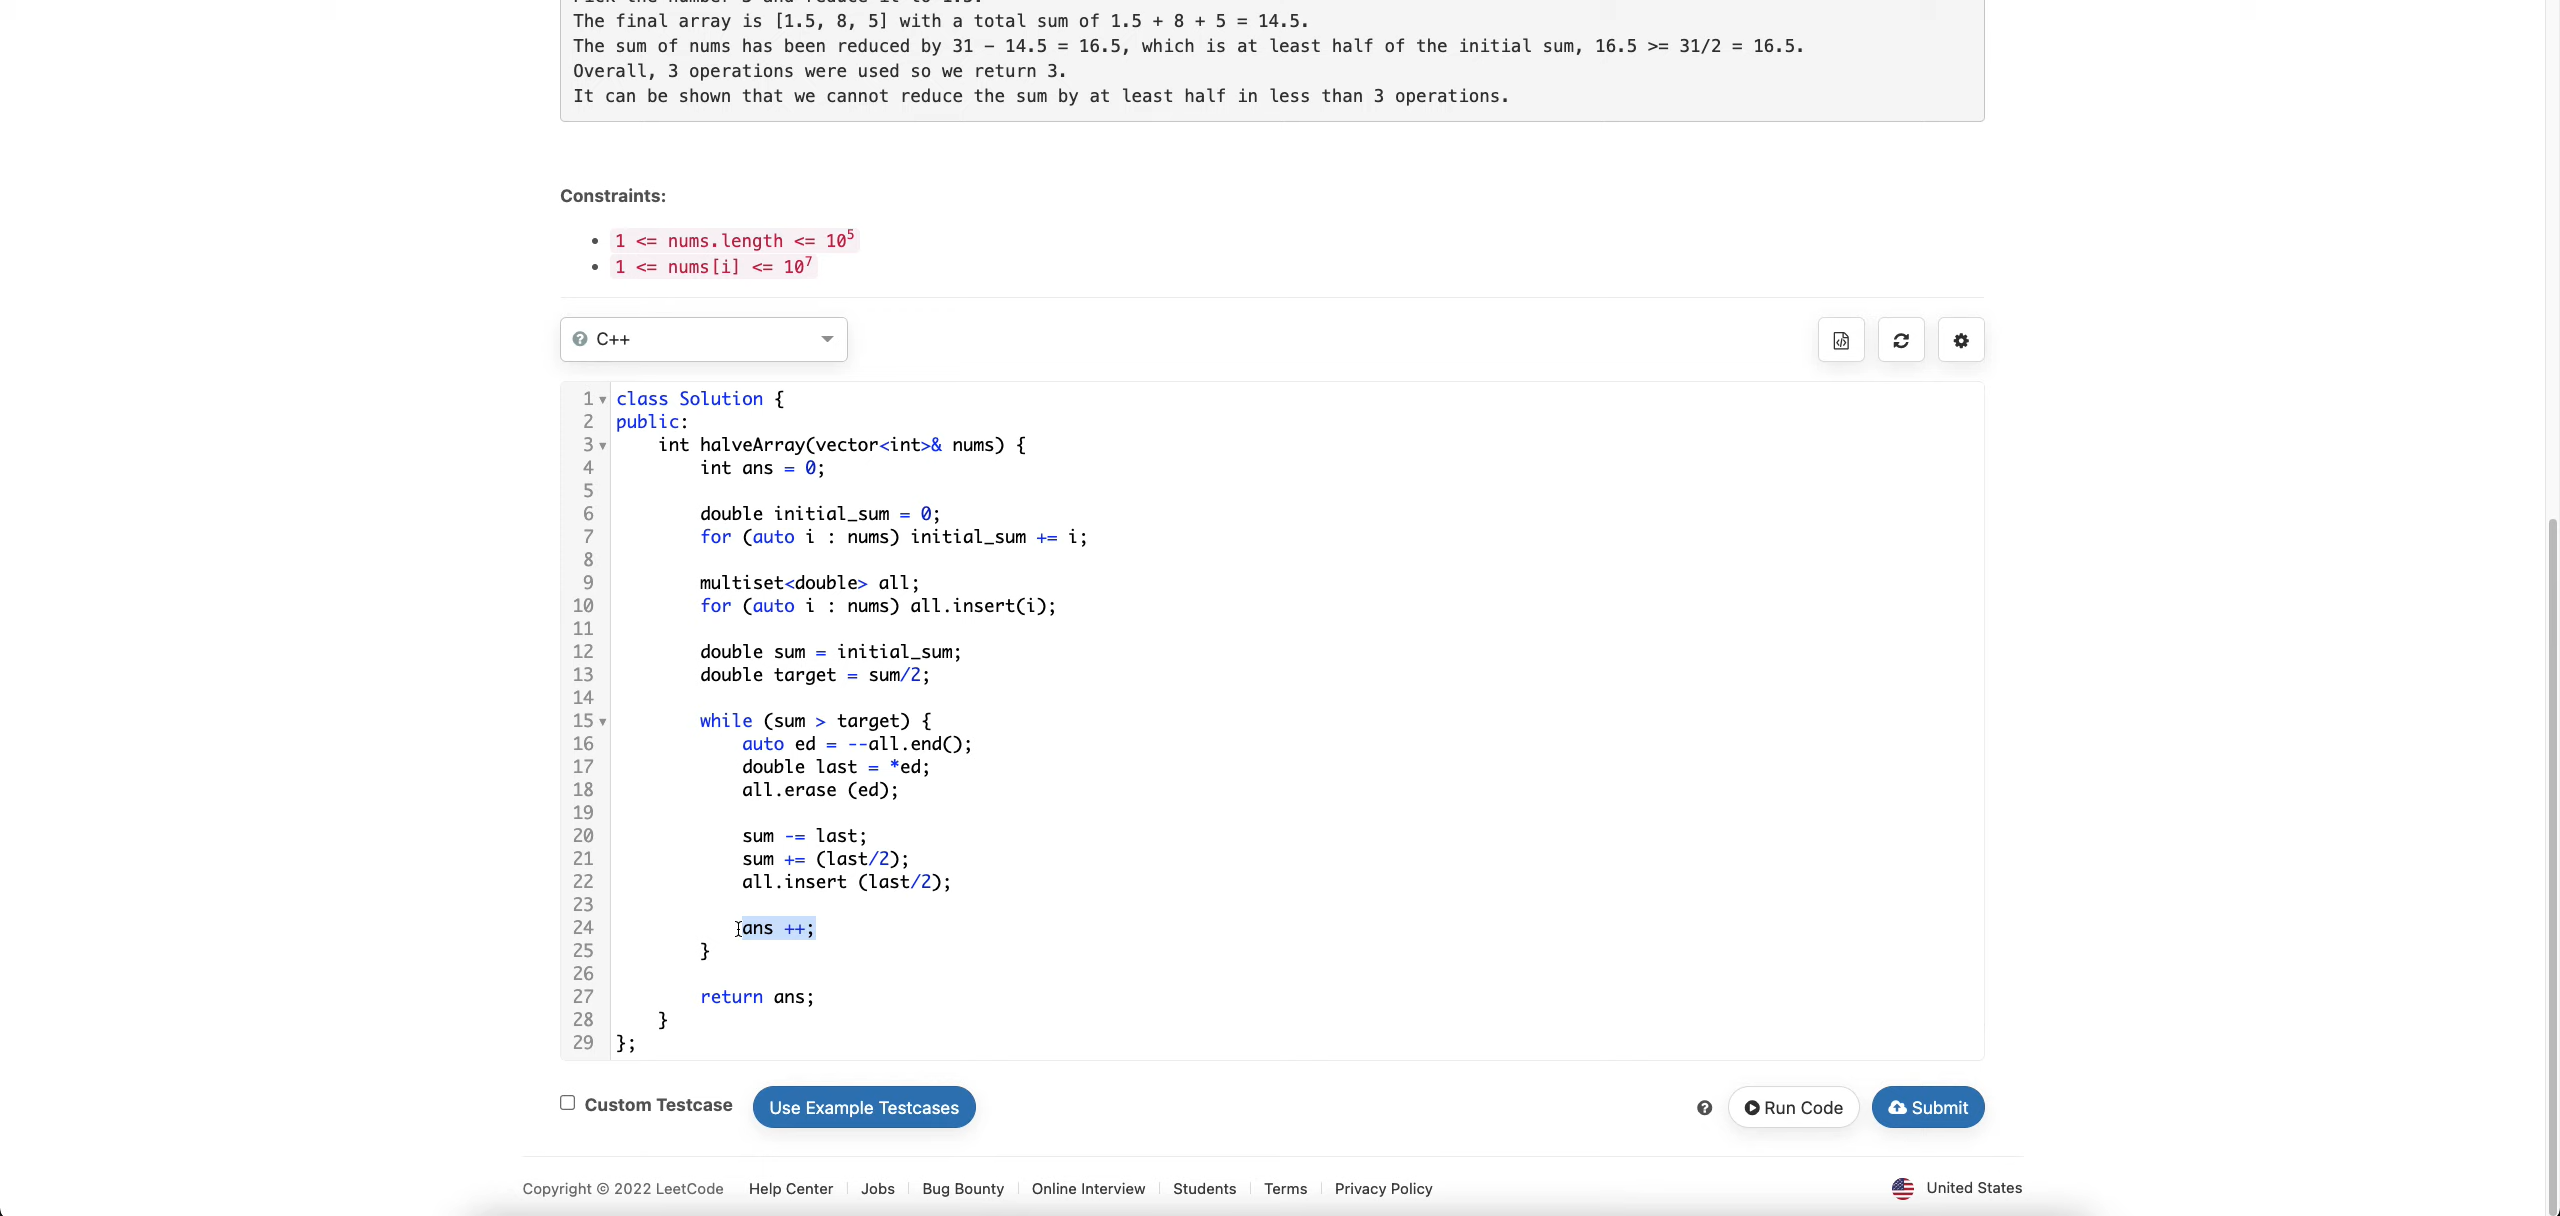 The final array is [1.5, 8, 5] with a total sum of 1.5 + 8 + 5 = 14.5.
The sum of nums has been reduced by 31 – 14.5 = 16.5, which is at least half of the initial sum, 16.5 >= 31/2 = 16.5.
Overall, 3 operations were used so we return 3.
It can be shown that we cannot reduce the sum by at least half in less than 3 operations.
Constraints:
• 1 <= nums.length <= 10⁵
• 1 <= nums[i] <= 10⁷
C++
1 class Solution {
2 public:
3     int halveArray(vector<int>& nums) {
4         int ans = 0;
5
6         double initial_sum = 0;
7         for (auto i : nums) initial_sum += i;
8
9         multiset<double> all;
10         for (auto i : nums) all.insert(i);
11
12         double sum = initial_sum;
13         double target = sum/2;
14
15         while (sum > target) {
16             auto ed = --all.end();
17             double last = *ed;
18             all.erase (ed);
19
20             sum -= last;
21             sum += (last/2);
22             all.insert (last/2);
23
24             ans ++;
25         }
26
27         return ans;
28     }
29 };
Custom Testcase Use Example Testcases Run Code Submit
Copyright © 2022 LeetCode Help Center Jobs Bug Bounty Online Interview Students Terms Privacy Policy United States